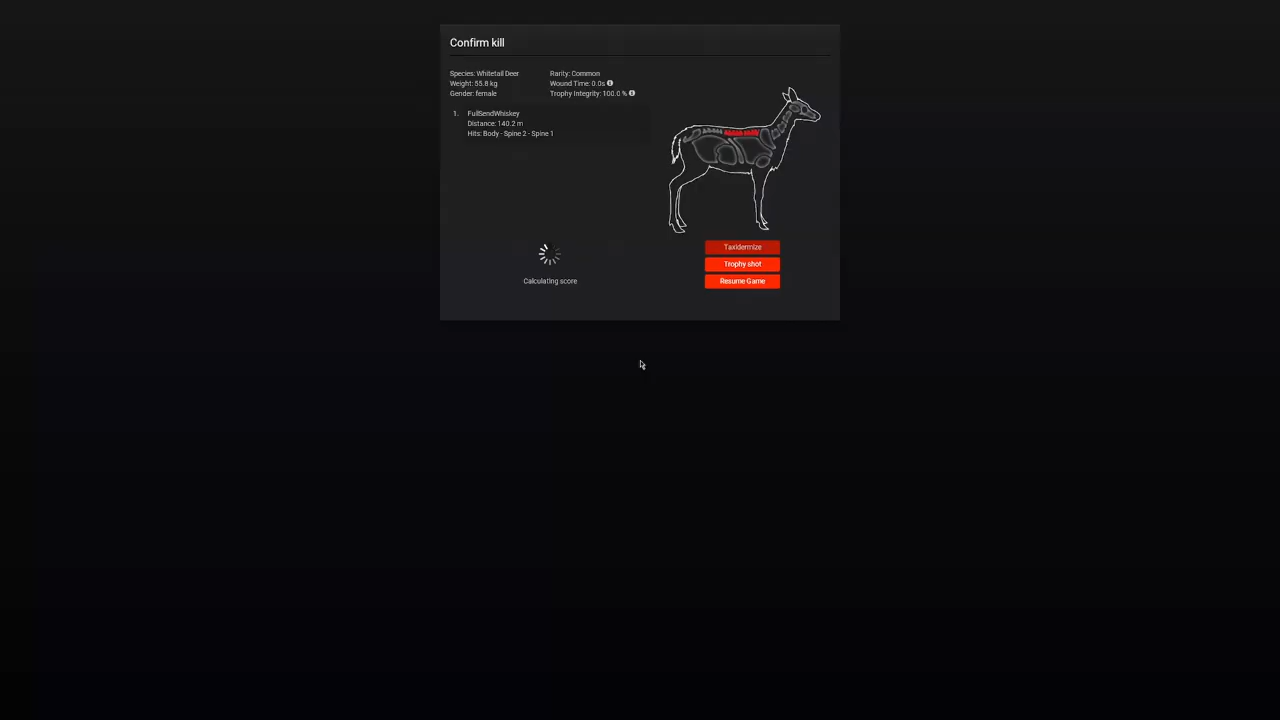 Confirm kill
Species: Whitetail Deer
Rarity: Common
Weight: 55.8 kg
Wound Time: 0.0s
Gender: female
Trophy Integrity: 100.0 %
1. FullSendWhiskey
Distance: 140.2 m
Hits: Body - Spine 2 - Spine 1
Taxidermize
Trophy shot
Calculating score
Resume Game